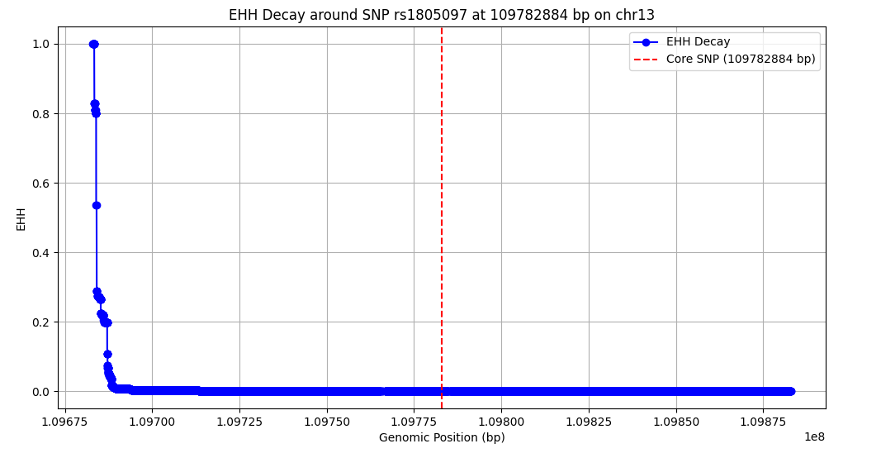 EHH Decay around SNP rs1805097 at 109782884 bp on chr13
EHH Decay
Core SNP (109782884 bp)
EHH
1.0
0.8
0.6
0.4
0.2
0.0
1.09675 1.09700 1.09725 1.09750 1.09775 1.09800 1.09825 1.09850 1.09875
1e8
Genomic Position (bp)